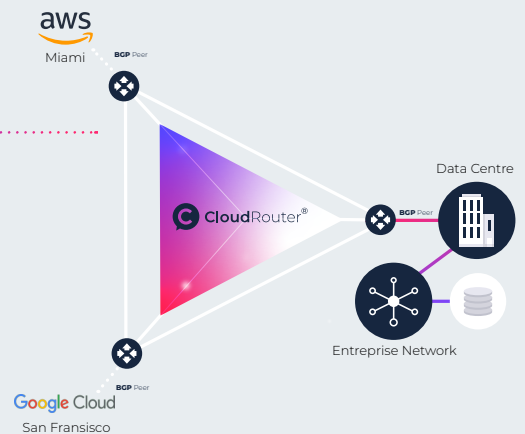 aws
Miami
BGP Peer
Data Centre
CloudRouter®
BGP Peer
Entreprise Network
BGP Peer
Google Cloud
San Fransisco